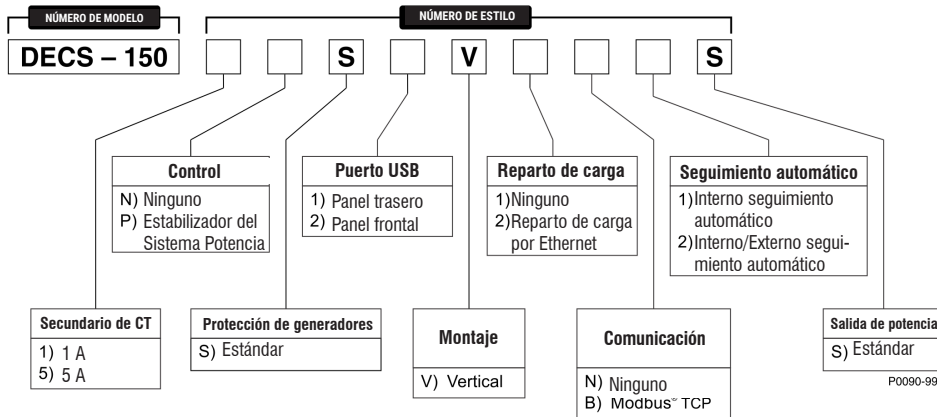 NÚMERO DE MODELO
NÚMERO DE ESTILO
DECS – 150
S
V
S
Control
N) Ninguno
P) Estabilizador del
Sistema Potencia
Puerto USB
1) Panel trasero
2) Panel frontal
Reparto de carga
1)Ninguno
2)Reparto de carga
por Ethernet
Seguimiento automático
1)Interno seguimiento
automático
2)Interno/Externo segui-
miento automático
Secundario de CT
1) 1 A
5) 5 A
Protección de generadores
S) Estándar
Montaje
V) Vertical
Comunicación
N) Ninguno
B) Modbus® TCP
Salida de potencia
S) Estándar
P0090-99